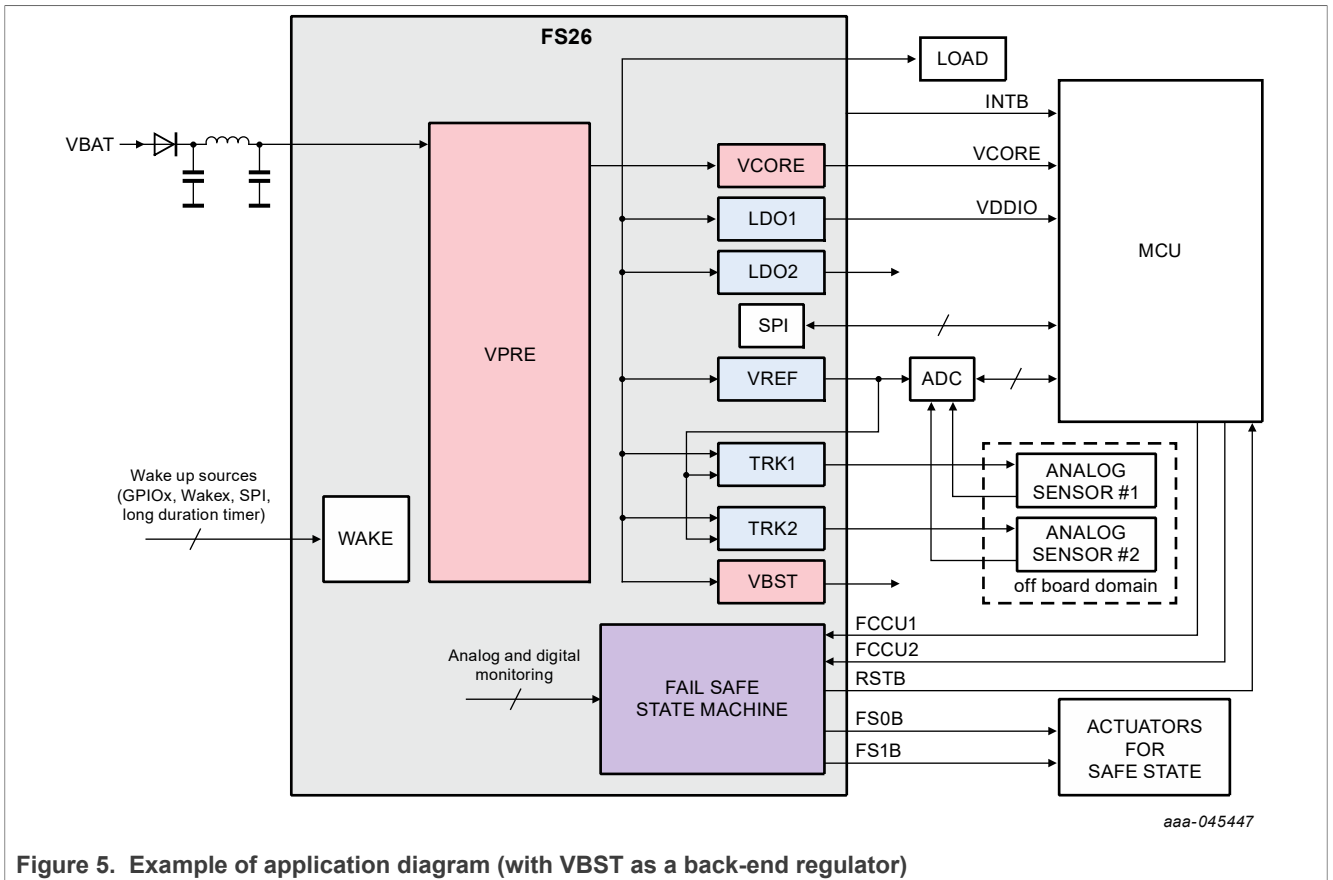 FS26
LOAD
INTB
VBAT
VCORE
VCORE
LDO1
VDDIO
MCU
LDO2
SPI
VPRE
VREF
ADC
TRK1
ANALOG
SENSOR #1
Wake up sources
(GPIOx, Wakex, SPI,
long duration timer)
WAKE
TRK2
ANALOG
SENSOR #2
VBST
off board domain
FCCU1
FCCU2
Analog and digital
monitoring
FAIL SAFE
STATE MACHINE
RSTB
FS0B
FS1B
ACTUATORS
FOR
SAFE STATE
aaa-045447
Figure 5. Example of application diagram (with VBST as a back-end regulator)